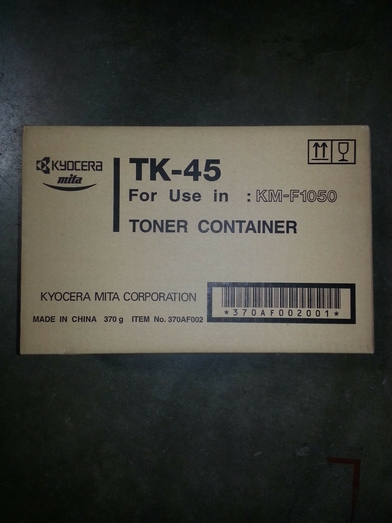 KYOCERA
mita
TK-45
For Use in : KM-F1050
TONER CONTAINER
KYOCERA MITA CORPORATION
MADE IN CHINA 370 g ITEM No. 370AF002
*370AF002001*